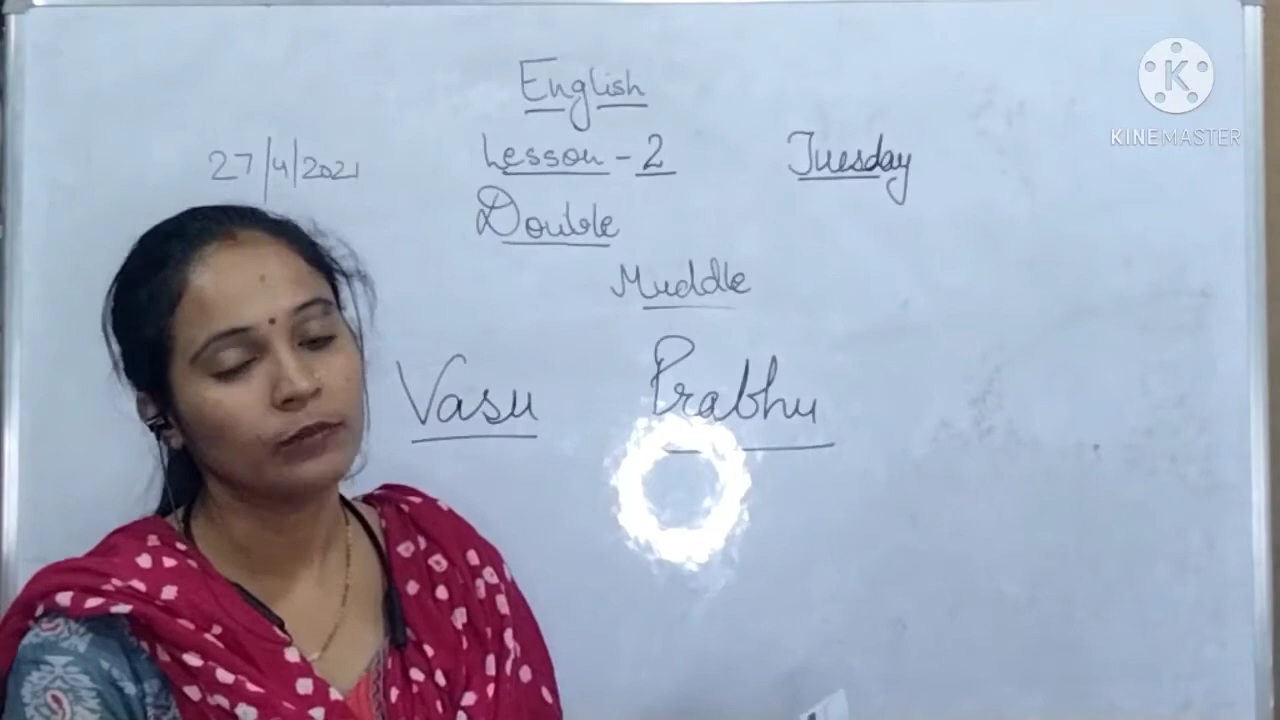 English
27/4/2021 Lesson - 2 Tuesday
Double
Muddle
Vasu Prabhu
K
KINEMASTER